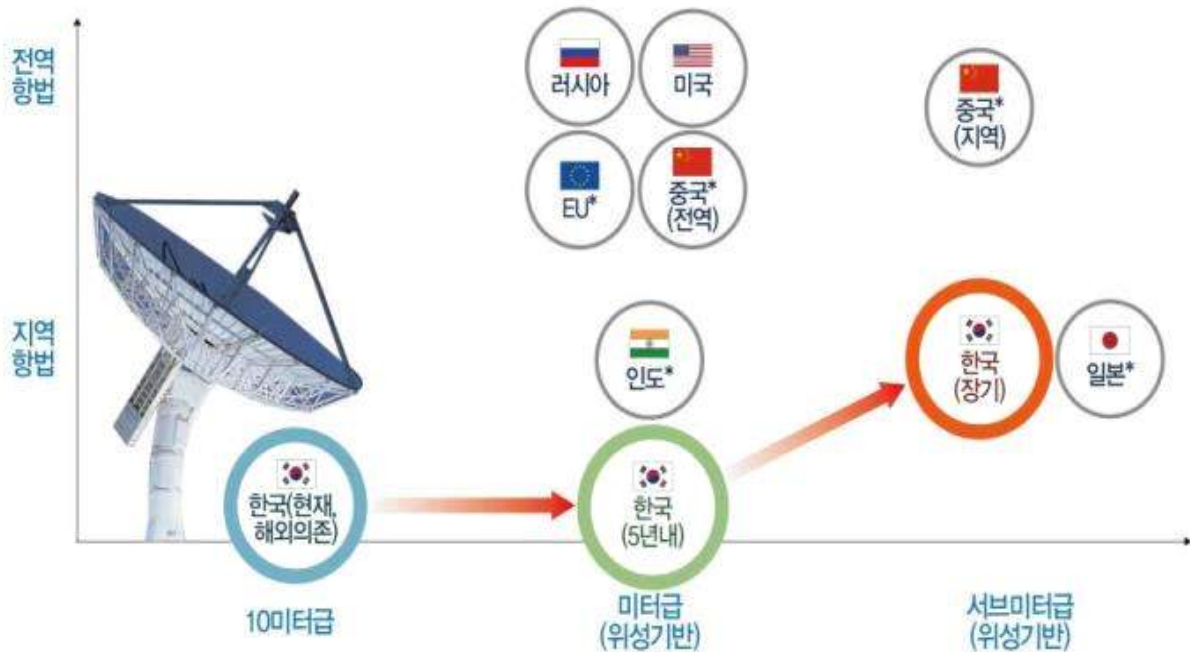 전역
항법
러시아
미국
중국*
(지역)
EU*
중국*
(전역)
지역
항법
인도*
한국
(장기)
일본*
한국(현재,
해외의존)
한국
(5년내)
10미터급
미터급
(위성기반)
서브미터급
(위성기반)